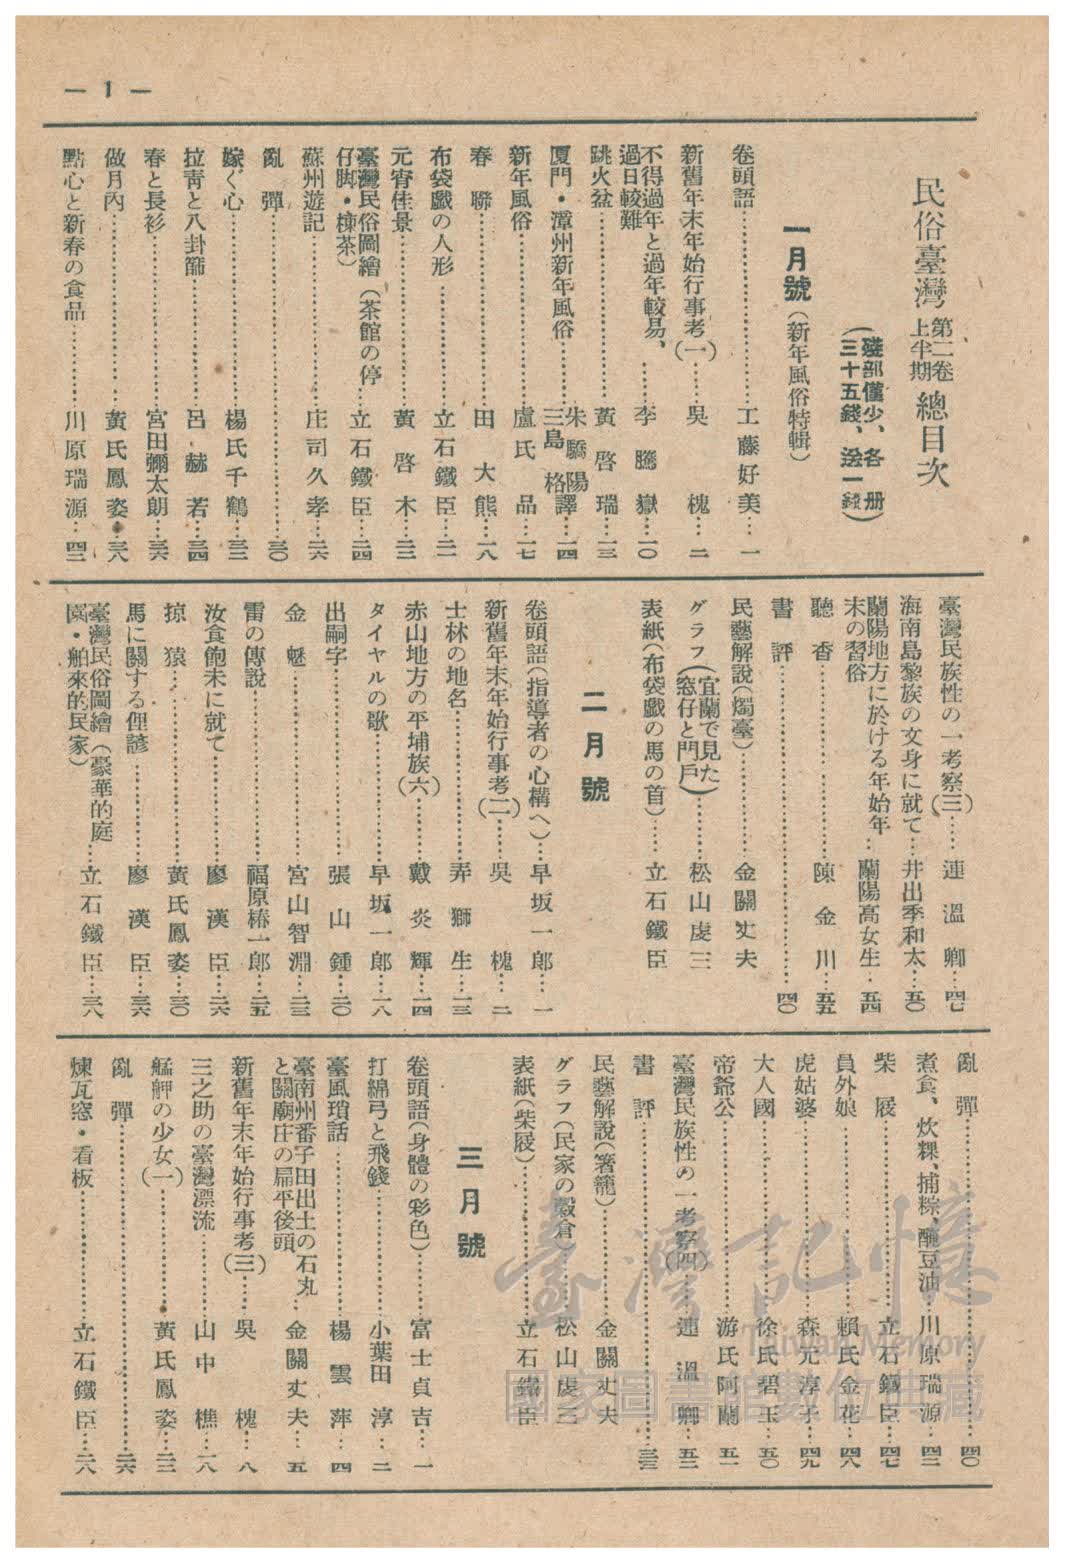 — 1 —
民俗臺灣 第二卷上半期 總目次
(殘部僅少、各册三十五錢、送一錢)
一月號(新年風俗特輯)
卷頭語…………工藤好美…一
新舊年末年始行事考(一)…吳 槐…二
不得過年と過年較易、過日較難…李騰嶽…一〇
跳火盆…………黃啓瑞…一三
厦門・漳州新年風俗…………朱驕陽 三島格譯…一四
新年風俗…………盧氏品…一七
春聯…………田大熊…一八
布袋戲の人形…………立石鐵臣…二一
元宵佳景…………黃啓木…二三
臺灣民俗圖繪(茶館の停仔脚・棟茶)…立石鐵臣…二四
蘇州遊記…………庄司久孝…二六
亂彈…………三〇
嫁ぐ心…………楊氏千鶴…三二
拉靑と八卦篩…………呂赫若…三四
春と長衫…………宮田彌太朗…三六
做月內…………黃氏鳳姿…三八
點心と新春の食品…………川原瑞源…四二
臺灣民族性の一考察(三)…連溫卿…四七
海南島黎族の文身に就て…井出季和太…五〇
蘭陽地方に於ける年始年末の習俗…蘭陽高女生…五四
聽香…………陳金川…五五
書評…………四〇
民藝解說(燭臺)…………金關丈夫
グラフ(宜蘭で見た窓仔と門戶)…………松山虔三
表紙(布袋戲の馬の首)……立石鐵臣
二月號
卷頭語(指導者の心構へ)…早坂一郎…一
新舊年末年始行事考(二)…吳 槐…二
士林の地名…………弄獅生…一三
赤山地方の平埔族(六)……戴炎輝…一四
タイヤルの歌…………早坂一郎…一八
出嗣字…………張山鍾…二〇
金魅…………宮山智淵…二三
雷の傳說…………福原椿一郎…二五
汝食飽未に就て…………廖漢臣…二六
掠猿…………黃氏鳳姿…三〇
馬に關する俚諺…………廖漢臣…三六
臺灣民俗圖繪(豪華的庭園・舶來的民家)…立石鐵臣…三八
亂彈…………四〇
煮食、炊粿、捕粽、醃豆油…川原瑞源…四二
柴屐…………立石鐵臣…四七
員外娘…………賴氏金花…四八
虎姑婆…………森元淳子…四九
大人國…………徐氏碧玉…五〇
帝爺公…………游氏阿蘭…五一
臺灣民族性の一考察(四)…連溫卿…五二
書評…………三三
民藝解說(箸籠)…………金關丈夫
グラフ(民家の穀倉)…………松山虔三
表紙(柴屐)…………立石鐵臣
三月號
卷頭語(身體の彩色)……富士貞吉…一
打綿弓と飛錢…………小葉田淳…二
臺風瑣話…………楊雲萍…四
臺南州番子田出土の石丸と關廟庄の扁平後頭…金關丈夫…五
新舊年末年始行事考(三)…吳 槐…八
三之助の臺灣漂流…………山中樵…一八
艋舺の少女(一)…………黃氏鳳姿…二二
亂彈…………二六
煉瓦窓・看板…………立石鐵臣…二八
臺灣記憶
Taiwan Memory
國家圖書館數位典藏